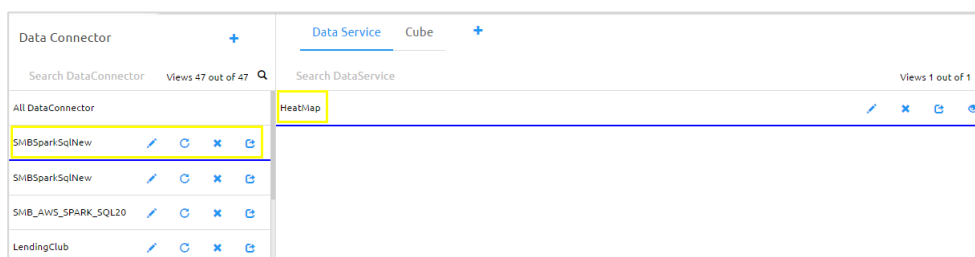 Data Connector
Data Service Cube
Search DataConnector Views 47 out of 47
Search DataService Views 1 out of 1
All DataConnector
HeatMap
SMBSparkSqlNew
SMBSparkSqlNew
SMB_AWS_SPARK_SQL20
LendingClub